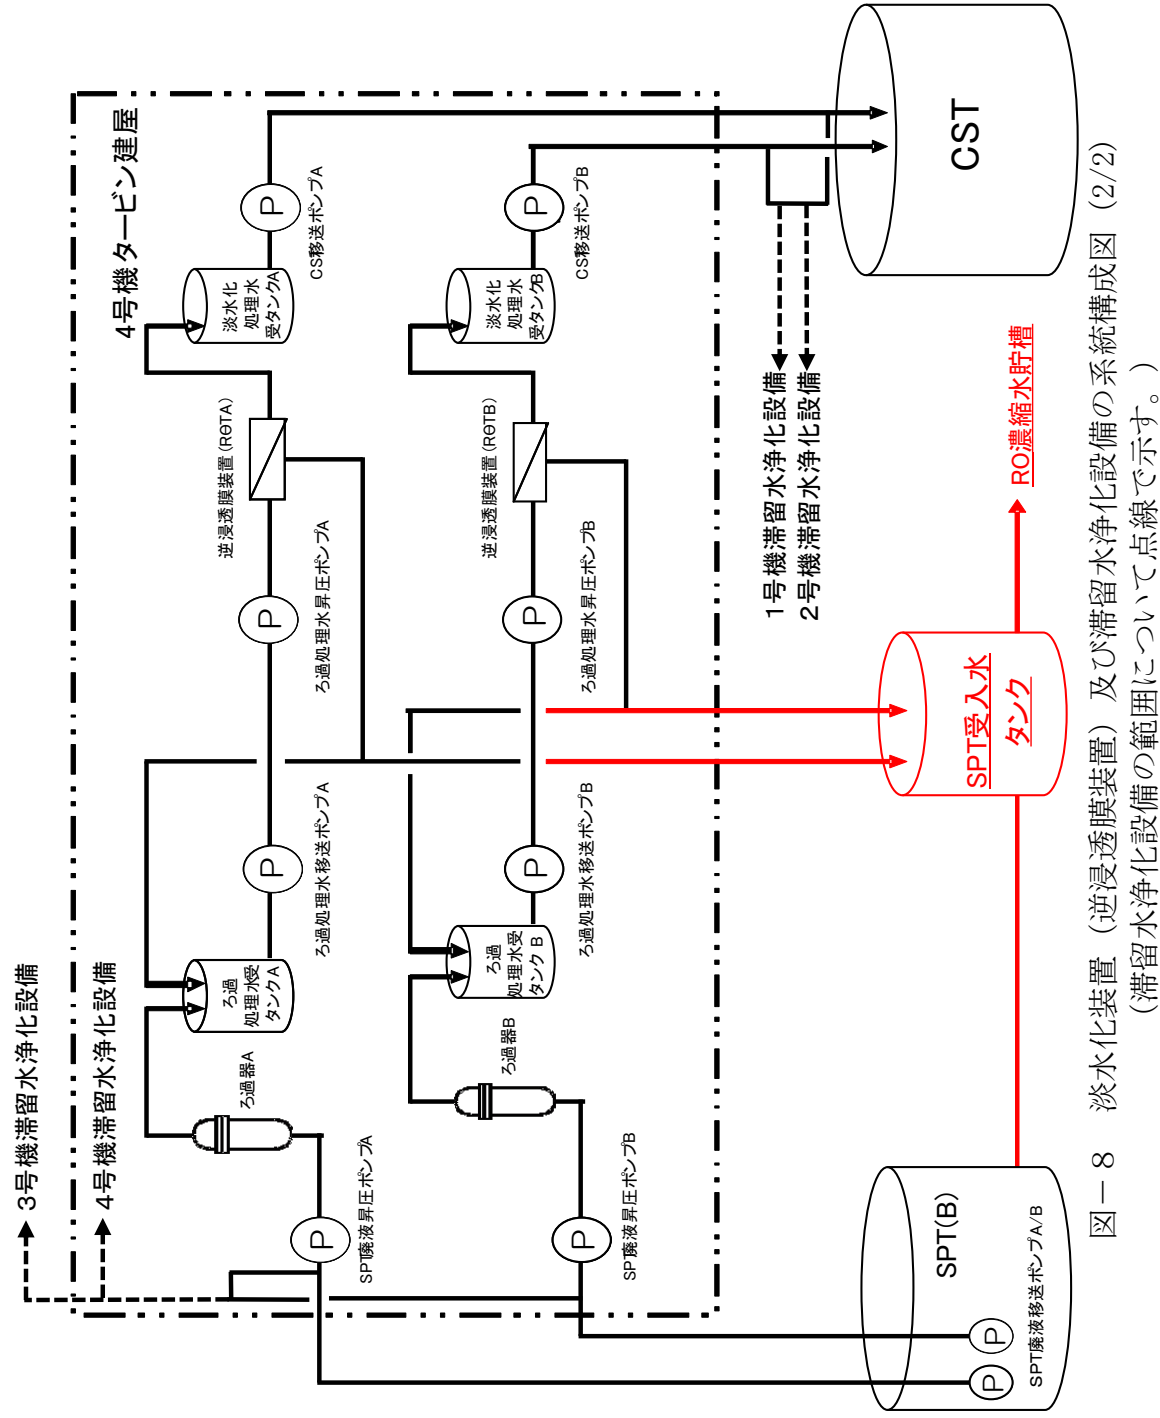 3号機滞留水浄化設備
4号機滞留水浄化設備
4号機タービン建屋
SPT廃液昇圧ポンプA
P
ろ過器A
ろ過
処理水受
タンクA
P
ろ過処理水移送ポンプA
P
ろ過処理水昇圧ポンプA
逆浸透膜装置(ROTA)
淡水化
処理水
受タンクA
P
CS移送ポンプA
SPT廃液昇圧ポンプB
P
ろ過器B
ろ過
処理水受
タンク B
P
ろ過処理水移送ポンプB
P
ろ過処理水昇圧ポンプB
逆浸透膜装置(ROTB)
淡水化
処理水
受タンクB
P
CS移送ポンプB
1号機滞留水浄化設備
2号機滞留水浄化設備
SPT(B)
P
P
SPT廃液移送ポンプA/B
SPT受入水
タンク
RO濃縮水貯槽
CST
図-8 淡水化装置(逆浸透膜装置)及び滞留水浄化設備の系統構成図(2/2)
(滞留水浄化設備の範囲について点線で示す。)